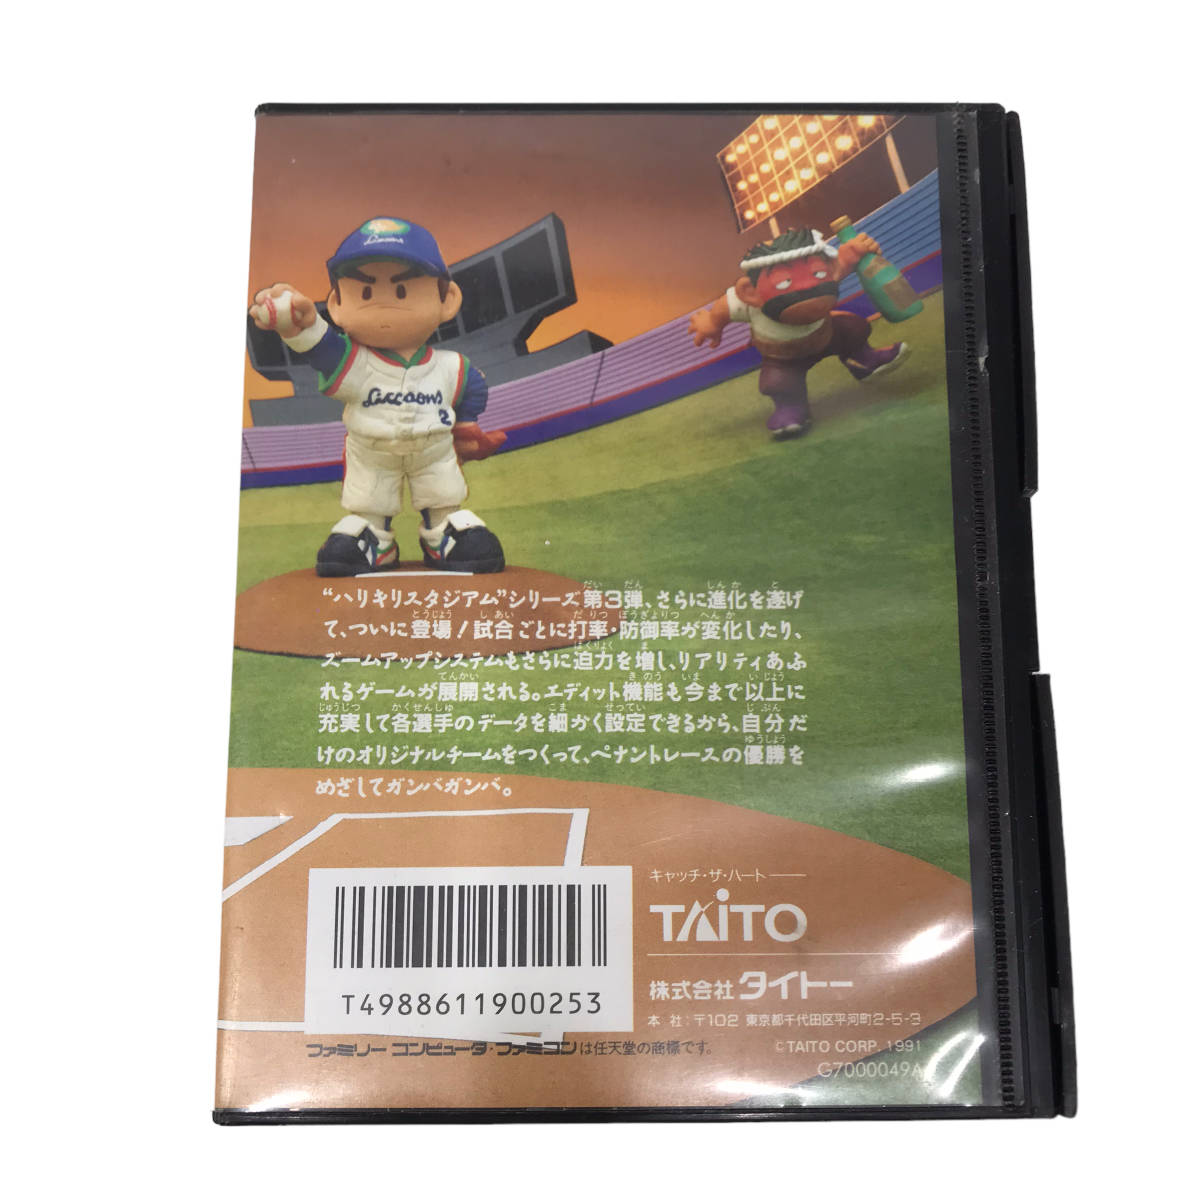 Liccaons
Liccaons
2
"ハリキリスタジアム"シリーズ第3弾、さらに進化を遂げ
て、ついに登場！試合ごとに打率・防御率が変化したり、
ズームアップシステムもさらに迫力を増し、リアリティあふ
れるゲームが展開される。エディット機能も今まで以上に
充実して各選手のデータを細かく設定できるから、自分だ
けのオリジナルチームをつくって、ペナントレースの優勝を
めざしてガンバガンバ。
T4988611900253
キャッチ・ザ・ハート
TAITO
株式会社 タイトー
本 社：〒102 東京都千代田区平河町2-5-3
ファミリーコンピュータ・ファミコンは任天堂の商標です。
©TAITO CORP. 1991
G7000049A